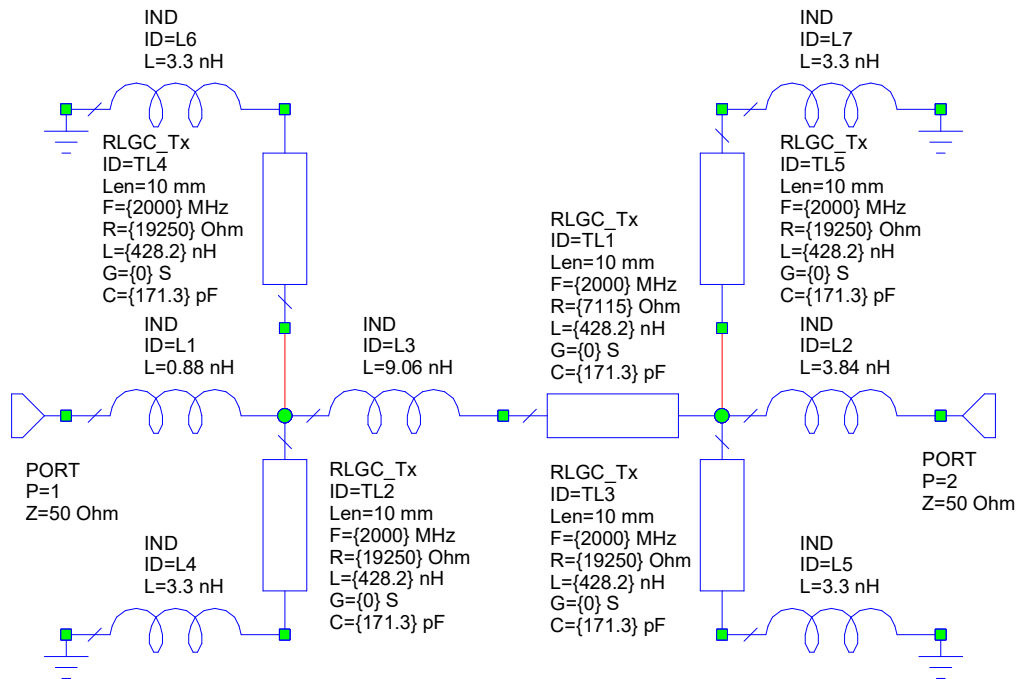 IND
ID=L6
L=3.3 nH
IND
ID=L7
L=3.3 nH
RLGC_Tx
ID=TL4
Len=10 mm
F={2000} MHz
R={19250} Ohm
L={428.2} nH
G={0} S
C={171.3} pF
RLGC_Tx
ID=TL5
Len=10 mm
F={2000} MHz
R={19250} Ohm
L={428.2} nH
G={0} S
C={171.3} pF
RLGC_Tx
ID=TL1
Len=10 mm
F={2000} MHz
R={7115} Ohm
L={428.2} nH
G={0} S
C={171.3} pF
IND
ID=L1
L=0.88 nH
IND
ID=L3
L=9.06 nH
IND
ID=L2
L=3.84 nH
PORT
P=1
Z=50 Ohm
RLGC_Tx
ID=TL2
Len=10 mm
F={2000} MHz
R={19250} Ohm
L={428.2} nH
G={0} S
C={171.3} pF
RLGC_Tx
ID=TL3
Len=10 mm
F={2000} MHz
R={19250} Ohm
L={428.2} nH
G={0} S
C={171.3} pF
PORT
P=2
Z=50 Ohm
IND
ID=L4
L=3.3 nH
IND
ID=L5
L=3.3 nH